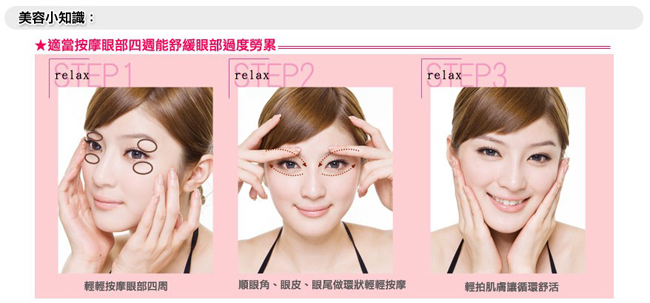 美容小知識：
★適當按摩眼部四週能舒緩眼部過度勞累
STEP1
relax
STEP2
relax
STEP3
relax
輕輕按摩眼部四周
順眼角、眼皮、眼尾做環狀輕輕按摩
輕拍肌膚讓循環舒活